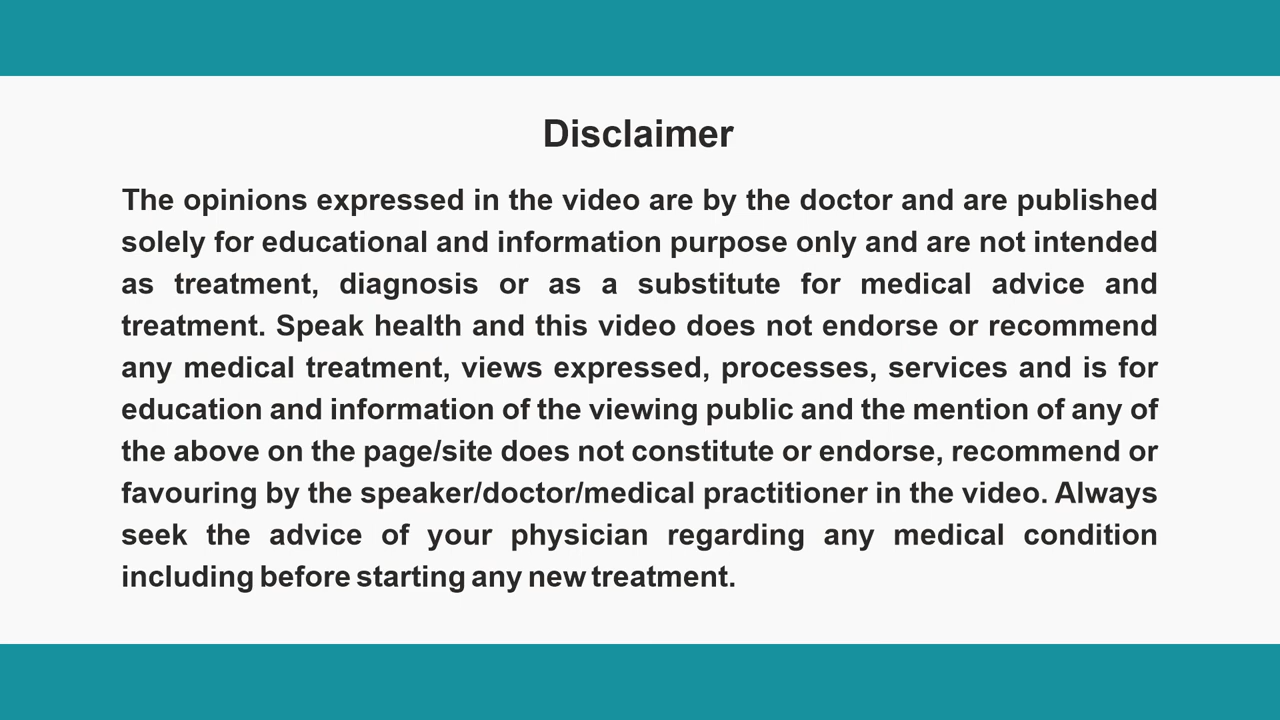 Disclaimer
The opinions expressed in the video are by the doctor and are published
solely for educational and information purpose only and are not intended
as treatment, diagnosis or as a substitute for medical advice and
treatment. Speak health and this video does not endorse or recommend
any medical treatment, views expressed, processes, services and is for
education and information of the viewing public and the mention of any of
the above on the page/site does not constitute or endorse, recommend or
favouring by the speaker/doctor/medical practitioner in the video. Always
seek the advice of your physician regarding any medical condition
including before starting any new treatment.